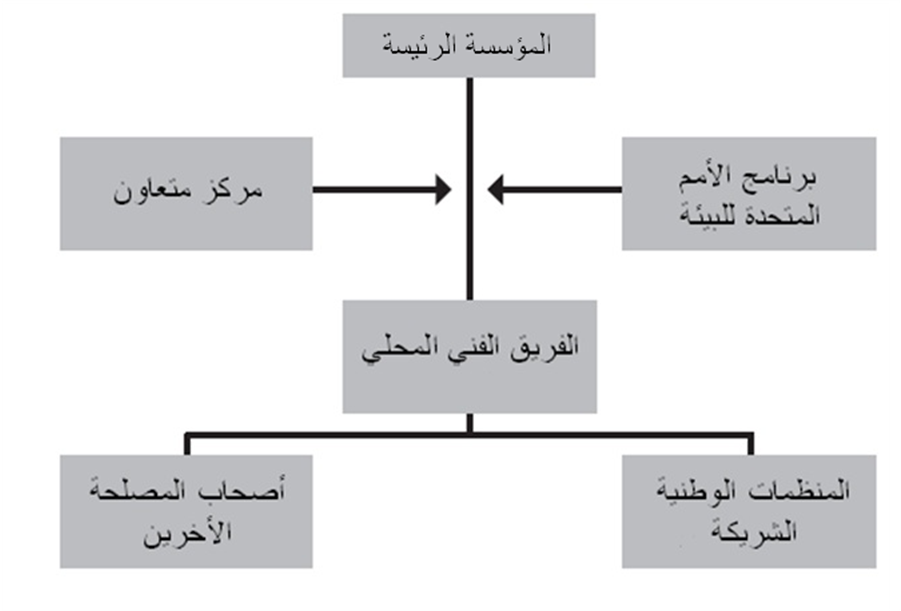 المؤسسة الرئيسة
برنامج الأمم
المتحدة للبيئة
مركز متعاون
الفريق الفني المحلي
المنظمات الوطنية
الشريكة
أصحاب المصلحة
الأخرين